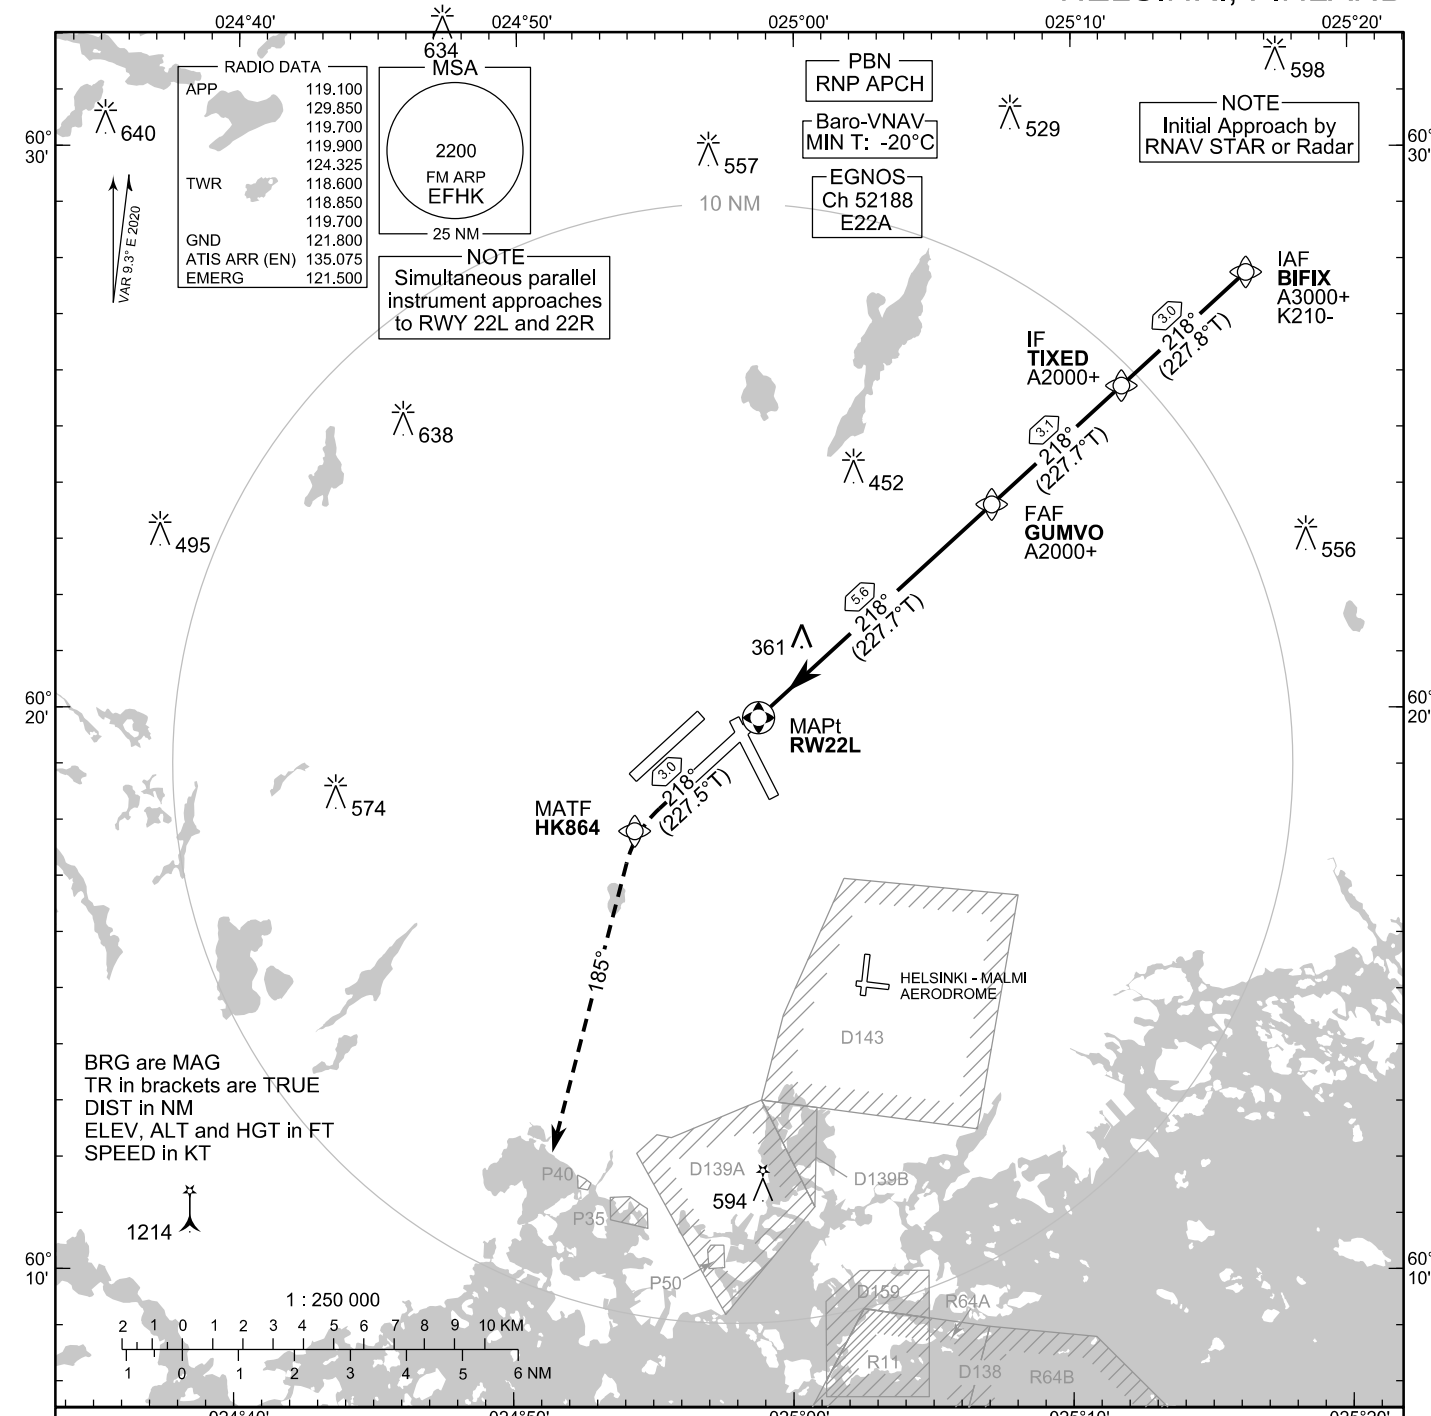 024°40'
024°50'
025°00'
025°10'
025°20'
634
598
RADIO DATA
APP 119.100
129.850
119.700
119.900
124.325
TWR 118.600
118.850
119.700
GND 121.800
ATIS ARR (EN) 135.075
EMERG 121.500
MSA
2200
FM ARP
EFHK
25 NM
NOTE
Simultaneous parallel
instrument approaches
to RWY 22L and 22R
PBN
RNP APCH
Baro-VNAV
MIN T: -20°C
EGNOS
Ch 52188
E22A
NOTE
Initial Approach by
RNAV STAR or Radar
640
60°
30'
60°
30'
529
557
VAR 9.3° E 2020
10 NM
IAF
BIFIX
A3000+
K210-
3.0
218°
(227.8°T)
IF
TIXED
A2000+
3.1
218°
(227.7°T)
638
452
FAF
GUMVO
A2000+
495
556
5.6
218°
(227.7°T)
361
60°
20'
60°
20'
MAPt
RW22L
3.0
218°
(227.5°T)
574
MATF
HK864
185°
HELSINKI - MALMI
AERODROME
D143
BRG are MAG
TR in brackets are TRUE
DIST in NM
ELEV, ALT and HGT in FT
SPEED in KT
P40
D139A
D139B
594
P35
1214
60°
10'
60°
10'
P50
D159
R64A
1 : 250 000
2 1 0 1 2 3 4 5 6 7 8 9 10 KM
1 0 1 2 3 4 5 6 NM
R11
D138
R64B